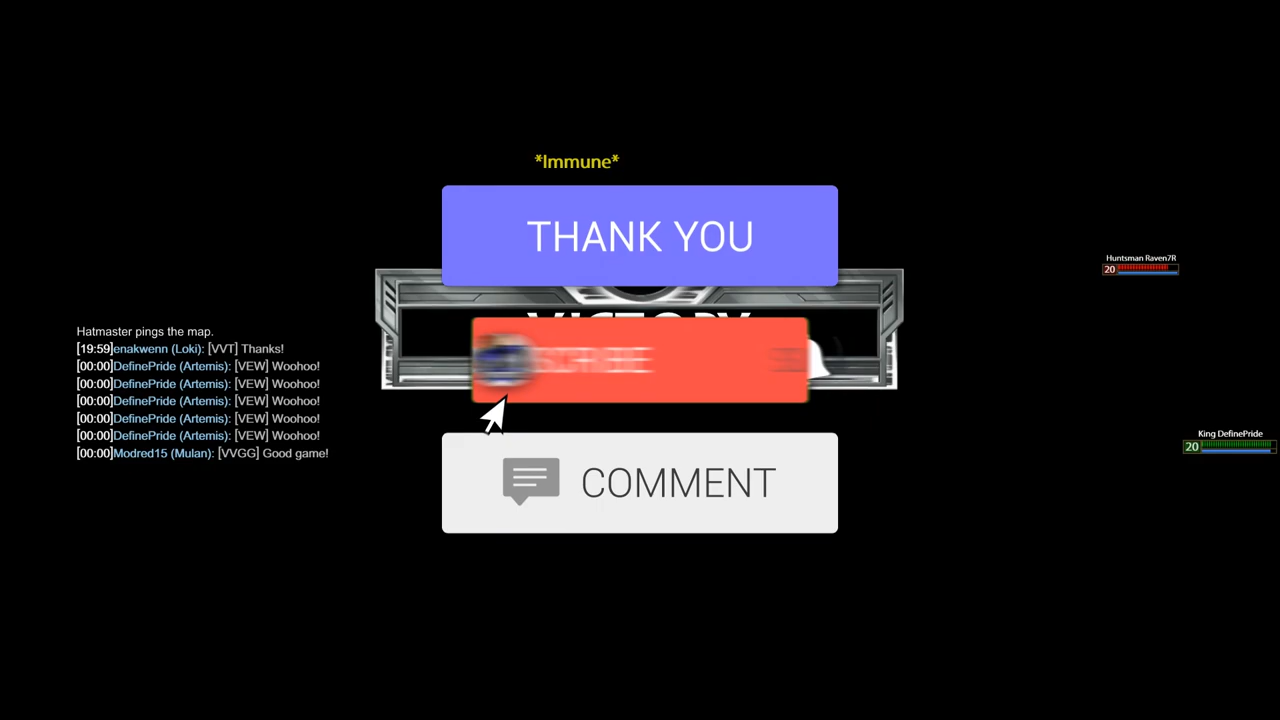 *Immune*
THANK YOU
Huntsman Raven7R
20
VICTORY
Hatmaster pings the map.
[19:59]enakwenn (Loki): [VVT] Thanks!
[00:00]DefinePride (Artemis): [VEW] Woohoo!
[00:00]DefinePride (Artemis): [VEW] Woohoo!
[00:00]DefinePride (Artemis): [VEW] Woohoo!
[00:00]DefinePride (Artemis): [VEW] Woohoo!
[00:00]DefinePride (Artemis): [VEW] Woohoo!
[00:00]Modred15 (Mulan): [VVGG] Good game!
King DefinePride
20
COMMENT